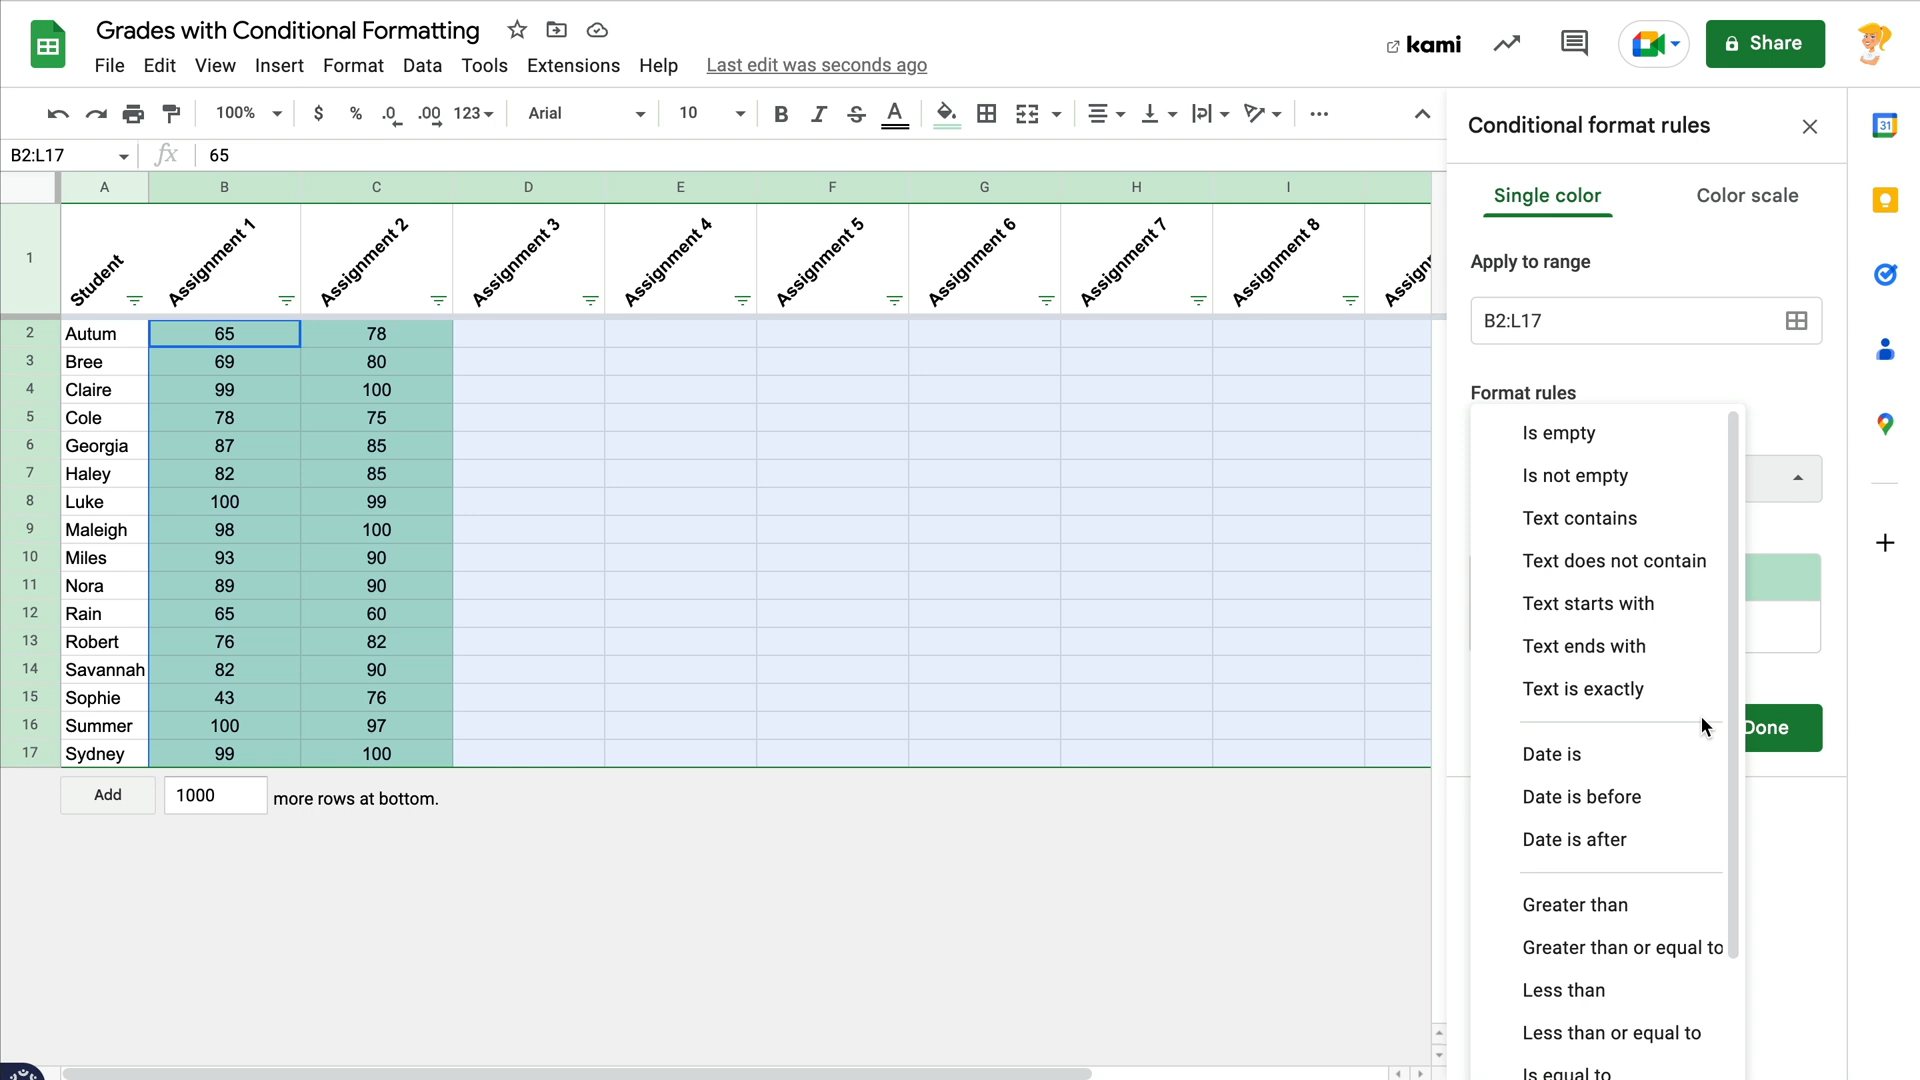 Grades with Conditional Formatting
kami
Share
File Edit View Insert Format Data Tools Extensions Help Last edit was seconds ago
100% $ % .0 .00 123 Arial 10 B I S A
B2:L17 fx 65
A B C D E F G H I
1 Student Assignment 1 Assignment 2 Assignment 3 Assignment 4 Assignment 5 Assignment 6 Assignment 7 Assignment 8 Assignm
2 Autum 65 78
3 Bree 69 80
4 Claire 99 100
5 Cole 78 75
6 Georgia 87 85
7 Haley 82 85
8 Luke 100 99
9 Maleigh 98 100
10 Miles 93 90
11 Nora 89 90
12 Rain 65 60
13 Robert 76 82
14 Savannah 82 90
15 Sophie 43 76
16 Summer 100 97
17 Sydney 99 100
Add 1000 more rows at bottom.
Conditional format rules
Single color Color scale
Apply to range
B2:L17
Format rules
Is empty
Is not empty
Text contains
Text does not contain
Text starts with
Text ends with
Text is exactly
Done
Date is
Date is before
Date is after
Greater than
Greater than or equal to
Less than
Less than or equal to
Is equal to
31